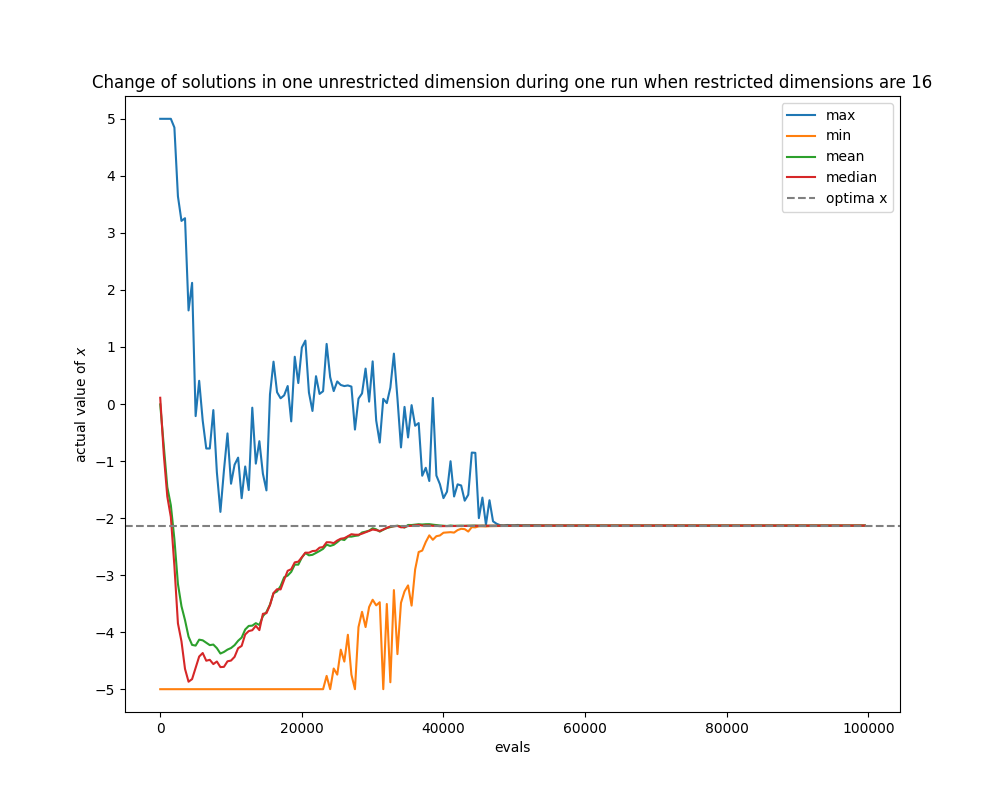 Change of solutions in one unrestricted dimension during one run when restricted dimensions are 16
max
min
mean
median
optima x
5
4
3
2
1
0
−1
−2
−3
−4
−5
actual value of x
0 20000 40000 60000 80000 100000
evals